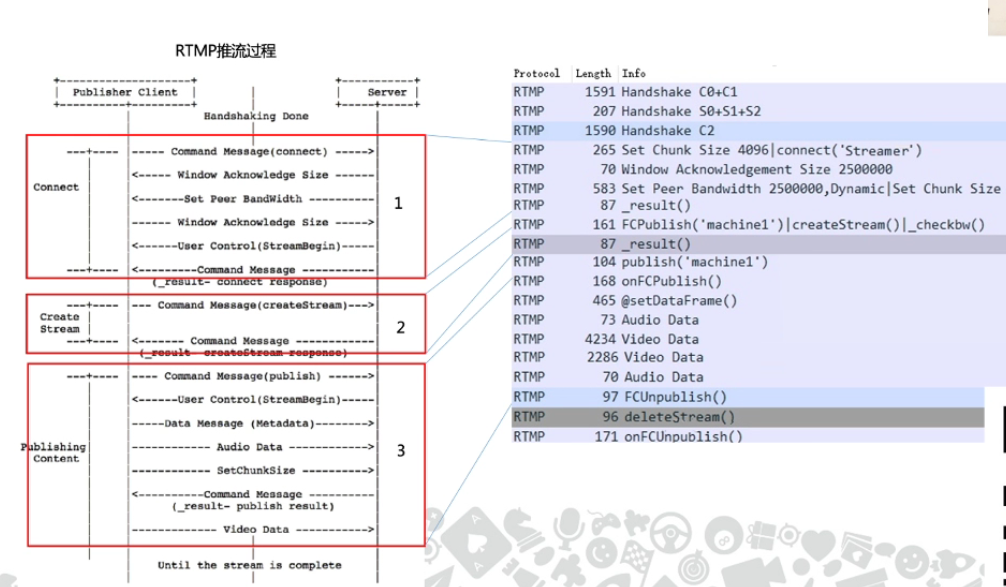 RTMP推流过程
Publisher Client
Server
Handshaking Done
Connect
----- Command Message(connect) ----->
<----- Window Acknowledge Size -------
<-------Set Peer BandWidth -----------
----- Window Acknowledge Size ------>
<------User Control(StreamBegin)-----
<---------Command Message -----------
(_result- connect response)
1
Create
Stream
--- Command Message(createStream)--->
<------- Command Message ----------
(_result- createStream response)
2
Publishing
Content
---- Command Message(publish) ------>
<------User Control(StreamBegin)-----
-----Data Message (Metadata)-------->
------------ Audio Data ------------>
------------ SetChunkSize ---------->
<----------Command Message ----------
(_result- publish result)
------------- Video Data ----------->
3
Until the stream is complete
Protocol Length Info
RTMP 1591 Handshake C0+C1
RTMP 207 Handshake S0+S1+S2
RTMP 1590 Handshake C2
RTMP 265 Set Chunk Size 4096|connect('Streamer')
RTMP 70 Window Acknowledgement Size 2500000
RTMP 583 Set Peer Bandwidth 2500000,Dynamic|Set Chunk Size
RTMP 87 _result()
RTMP 161 FCPublish('machine1')|createStream()|_checkbw()
RTMP 87 _result()
RTMP 104 publish('machine1')
RTMP 168 onFCPublish()
RTMP 465 @setDataFrame()
RTMP 73 Audio Data
RTMP 4234 Video Data
RTMP 2286 Video Data
RTMP 70 Audio Data
RTMP 97 FCUnpublish()
RTMP 96 deleteStream()
RTMP 171 onFCUnpublish()